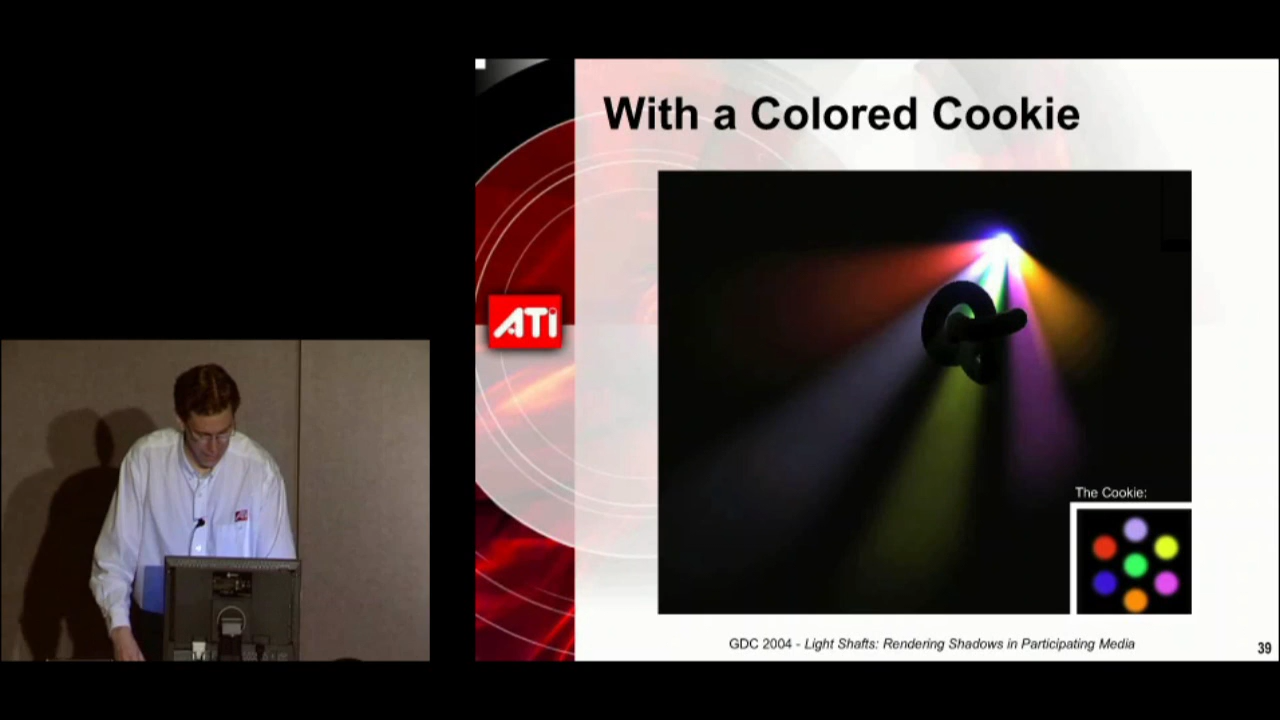 With a Colored Cookie
ATI
The Cookie:
GDC 2004 - Light Shafts: Rendering Shadows in Participating Media
39